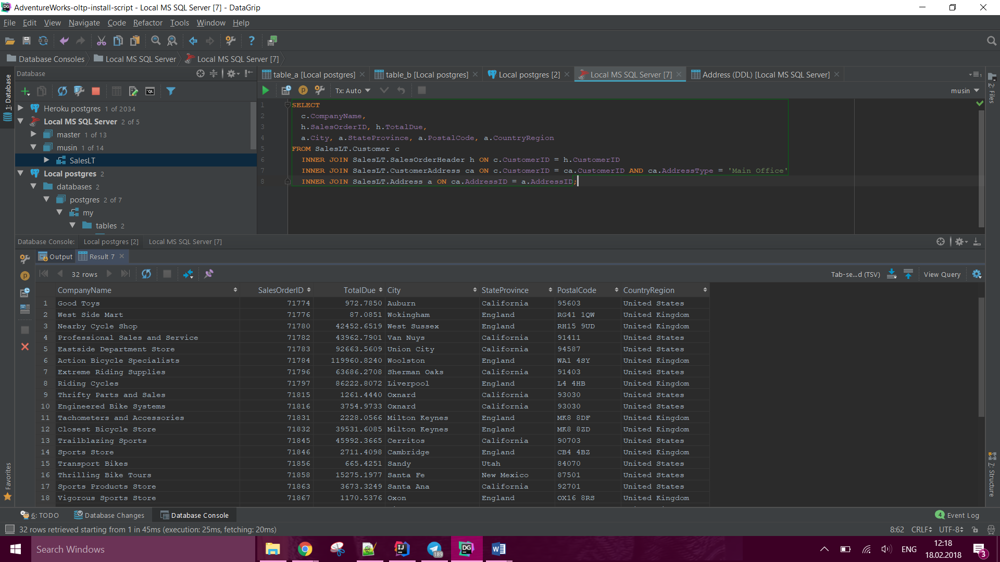 AdventureWorks-oltp-install-script - Local MS SQL Server [7] - DataGrip
File Edit View Navigate Code Refactor Tools Window Help
Database Consoles Local MS SQL Server Local MS SQL Server [7]
Database
table_a [Local postgres] table_b [Local postgres] Local postgres [2] Local MS SQL Server [7] Address (DDL) [Local MS SQL Server]
Tx: Auto musin
1: Database
2: Files
Heroku postgres 1 of 2034
Local MS SQL Server 2 of 5
master 1 of 13
musin 1 of 14
SalesLT
Local postgres 2
databases 2
postgres 2 of 7
my
tables 2
1 SELECT
2 c.CompanyName,
3 h.SalesOrderID, h.TotalDue,
4 a.City, a.StateProvince, a.PostalCode, a.CountryRegion
5 FROM SalesLT.Customer c
6 INNER JOIN SalesLT.SalesOrderHeader h ON c.CustomerID = h.CustomerID
7 INNER JOIN SalesLT.CustomerAddress ca ON c.CustomerID = ca.CustomerID AND ca.AddressType = 'Main Office'
8 INNER JOIN SalesLT.Address a ON ca.AddressID = a.AddressID;
Database Console: Local postgres [2] Local MS SQL Server [7]
Output Result 7
32 rows Tab-se...d (TSV) View Query
CompanyName SalesOrderID TotalDue City StateProvince PostalCode CountryRegion
1 Good Toys 71774 972.7850 Auburn California 95603 United States
2 West Side Mart 71776 87.0851 Wokingham England RG41 1QW United Kingdom
3 Nearby Cycle Shop 71780 42452.6519 West Sussex England RH15 9UD United Kingdom
4 Professional Sales and Service 71782 43962.7901 Van Nuys California 91411 United States
5 Eastside Department Store 71783 92663.5609 Union City California 94587 United States
6 Action Bicycle Specialists 71784 119960.8240 Woolston England WA1 4SY United Kingdom
7 Extreme Riding Supplies 71796 63686.2708 Sherman Oaks California 91403 United States
8 Riding Cycles 71797 86222.8072 Liverpool England L4 4HB United Kingdom
9 Thrifty Parts and Sales 71815 1261.4440 Oxnard California 93030 United States
10 Engineered Bike Systems 71816 3754.9733 Oxnard California 93030 United States
11 Tachometers and Accessories 71831 2228.0566 Milton Keynes England MK8 8DF United Kingdom
12 Closest Bicycle Store 71832 39531.6085 Milton Keynes England MK8 8ZD United Kingdom
13 Trailblazing Sports 71845 45992.3665 Cerritos California 90703 United States
14 Sports Store 71846 2711.4098 Cambridge England CB4 4BZ United Kingdom
15 Transport Bikes 71856 665.4251 Sandy Utah 84070 United States
16 Thrilling Bike Tours 71858 15275.1977 Santa Fe New Mexico 87501 United States
17 Sports Products Store 71863 3673.3249 Santa Ana California 92701 United States
18 Vigorous Sports Store 71867 1170.5376 Oxon England OX16 8RS United Kingdom
Favorites
7: Structure
6: TODO Database Changes Database Console 4 Event Log
32 rows retrieved starting from 1 in 45ms (execution: 25ms, fetching: 20ms) 8:62 CRLF UTF-8
Search Windows 189 DG ENG 12:18 18.02.2018 3